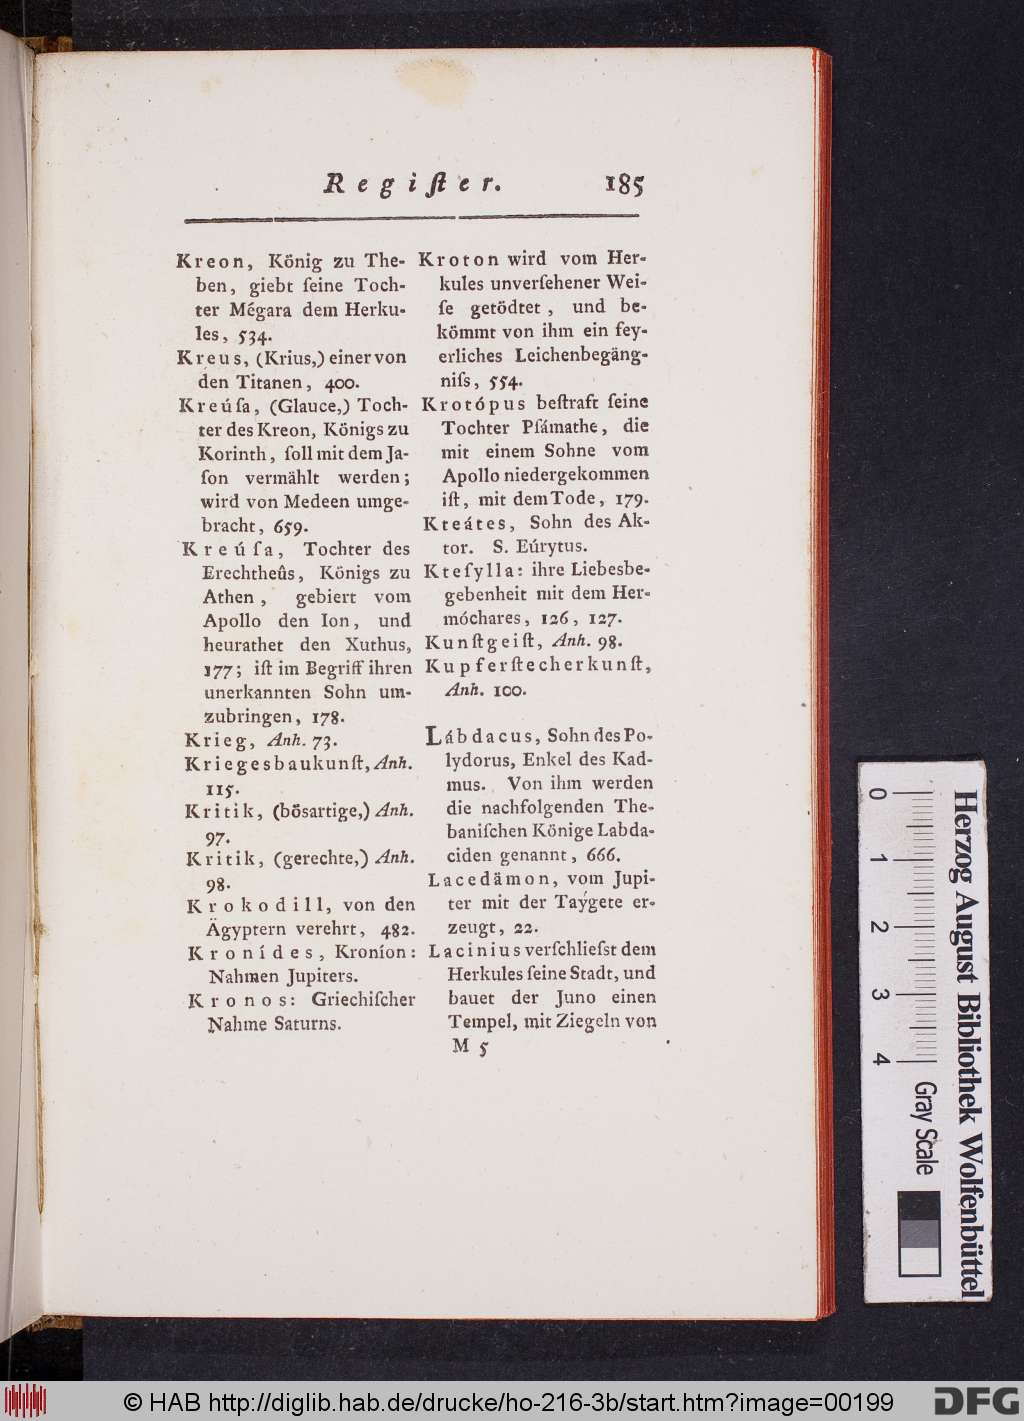 Regiſter. 185
Kreon, König zu The-
ben, giebt ſeine Toch-
ter Mégara dem Herku-
les, 534.
Kreus, (Krius,) einer von
den Titanen, 400.
Kreúſa, (Glauce,) Toch-
ter des Kreon, Königs zu
Korinth, ſoll mit dem Ja-
ſon vermählt werden;
wird von Medeen umge-
bracht, 659.
Kreúſa, Tochter des
Erechtheûs, Königs zu
Athen, gebiert vom
Apollo den Ion, und
heurathet den Xuthus,
177; iſt im Begriff ihren
unerkannten Sohn um-
zubringen, 178.
Krieg, Anh. 73.
Kriegesbaukunſt, Anh.
115.
Kritik, (bösartige,) Anh.
97.
Kritik, (gerechte,) Anh.
98.
Krokodill, von den
Ägyptern verehrt, 482.
Kronídes, Kroníon:
Nahmen Jupiters.
Kronos: Griechiſcher
Nahme Saturns.
Kroton wird vom Her-
kules unverſehener Wei-
ſe getödtet, und be-
kömmt von ihm ein fey-
erliches Leichenbegäng-
niſs, 554.
Krotópus beſtraft ſeine
Tochter Pſámathe, die
mit einem Sohne vom
Apollo niedergekommen
iſt, mit dem Tode, 179.
Kteátes, Sohn des Ak-
tor. S. Eúrytus.
Kteſylla: ihre Liebesbe-
gebenheit mit dem Her-
móchares, 126, 127.
Kunſtgeiſt, Anh. 98.
Kupferſtecherkunſt,
Anh. 100.
Lábdacus, Sohn des Po-
lydorus, Enkel des Kad-
mus. Von ihm werden
die nachfolgenden The-
baniſchen Könige Labda-
ciden genannt, 666.
Lacedämon, vom Jupi-
ter mit der Taÿgete er-
zeugt, 22.
Lacinius verſchlieſst dem
Herkules ſeine Stadt, und
bauet der Juno einen
Tempel, mit Ziegeln von
M 5
0 1 2 3 4
Gray Scale
Herzog August Bibliothek Wolfenbüttel
© HAB http://diglib.hab.de/drucke/ho-216-3b/start.htm?image=00199
DFG